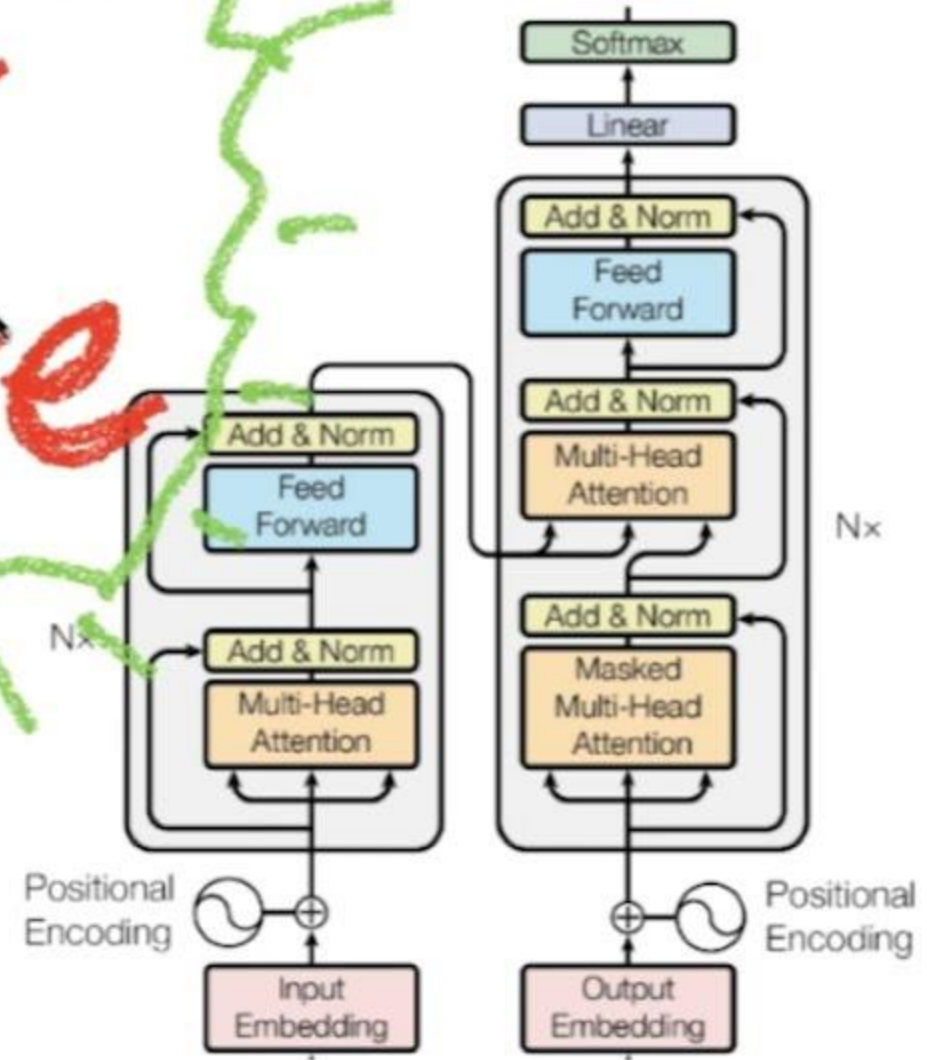 Softmax
Linear
Add & Norm
Feed
Forward
Add & Norm
Multi-Head
Attention
Nx
Add & Norm
Masked
Multi-Head
Attention
Add & Norm
Feed
Forward
Nx
Add & Norm
Multi-Head
Attention
Positional
Encoding
Positional
Encoding
Input
Embedding
Output
Embedding
e